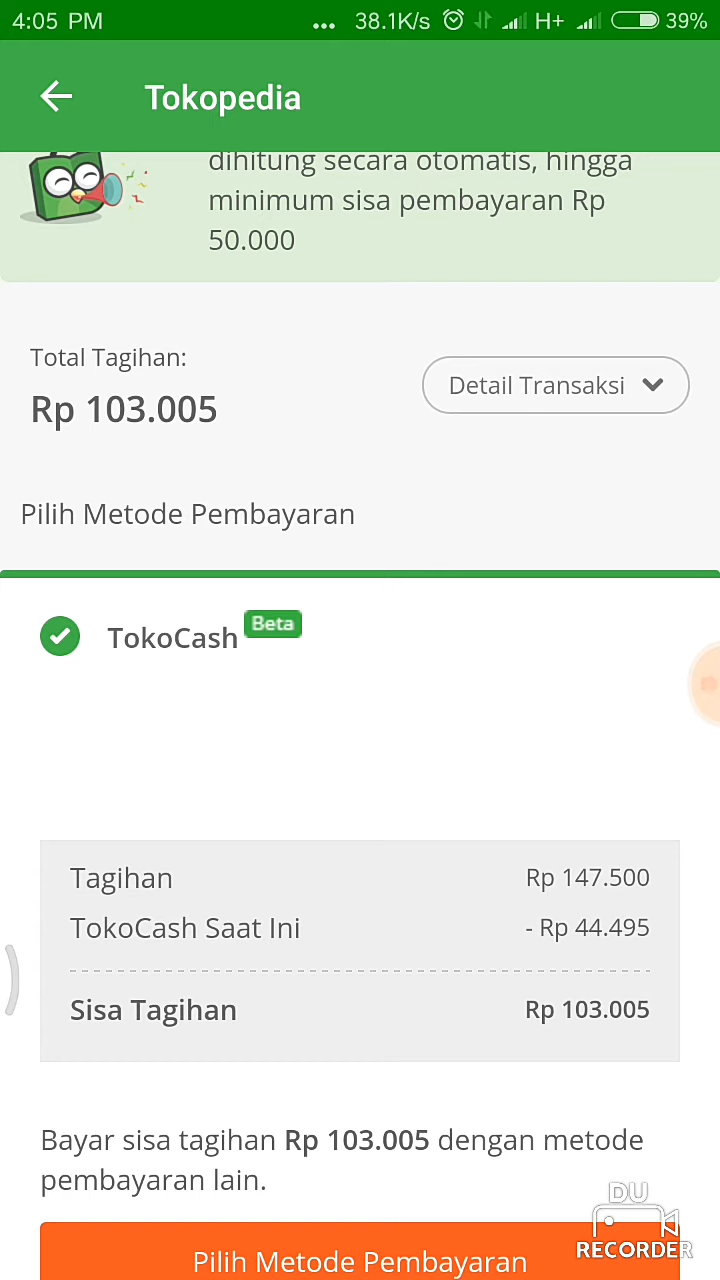 4:05 PM ... 38.1K/s H+ 39%
Tokopedia
dihitung secara otomatis, hingga
minimum sisa pembayaran Rp
50.000
Total Tagihan:
Rp 103.005
Detail Transaksi
Pilih Metode Pembayaran
TokoCash Beta
Tagihan Rp 147.500
TokoCash Saat Ini - Rp 44.495
Sisa Tagihan Rp 103.005
Bayar sisa tagihan Rp 103.005 dengan metode
pembayaran lain.
Pilih Metode Pembayaran
DU
RECORDER